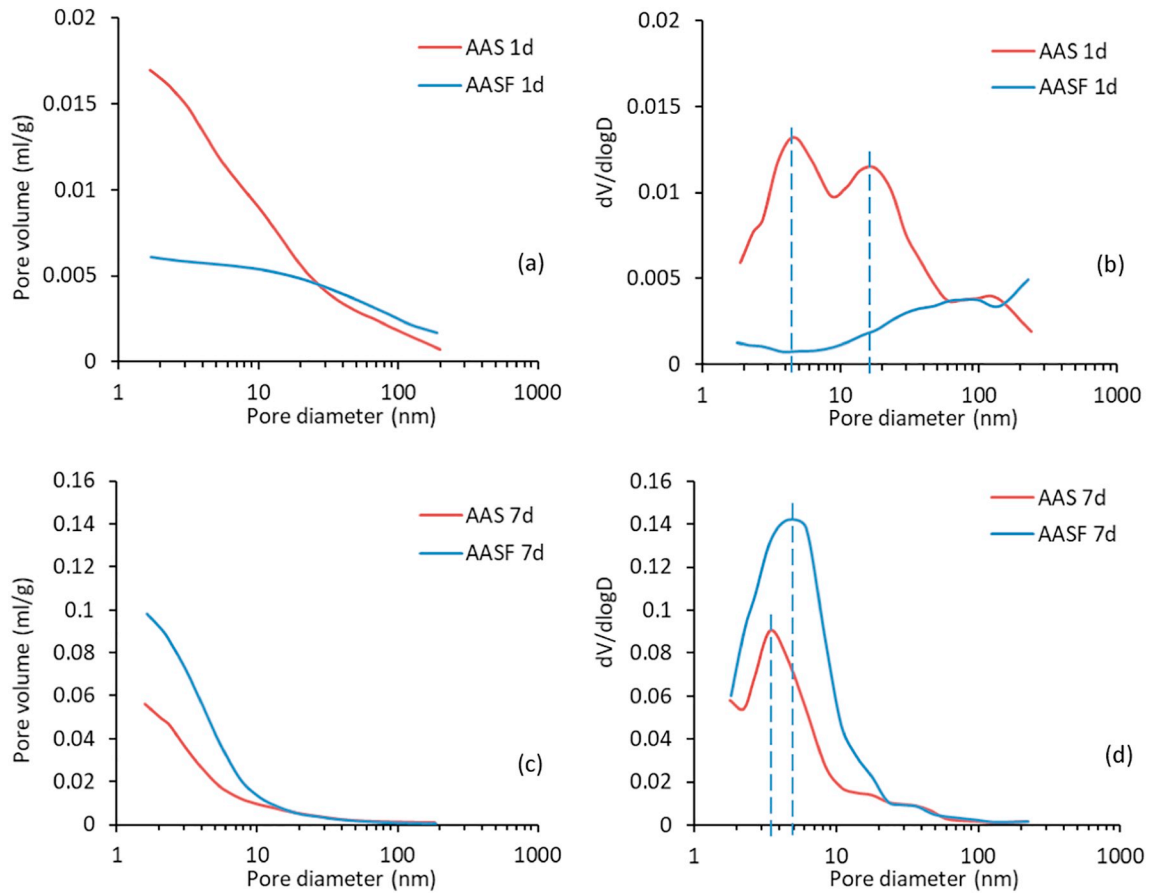 0.02
0.015
0.01
0.005
0
Pore volume (ml/g)
AAS 1d
AASF 1d
(a)
1 10 100 1000
Pore diameter (nm)
0.02
0.015
0.01
0.005
0
dV/dlogD
AAS 1d
AASF 1d
(b)
1 10 100 1000
Pore diameter (nm)
0.16
0.14
0.12
0.1
0.08
0.06
0.04
0.02
0
Pore volume (ml/g)
AAS 7d
AASF 7d
(c)
1 10 100 1000
Pore diameter (nm)
0.16
0.14
0.12
0.1
0.08
0.06
0.04
0.02
0
dV/dlogD
AAS 7d
AASF 7d
(d)
1 10 100 1000
Pore diameter (nm)